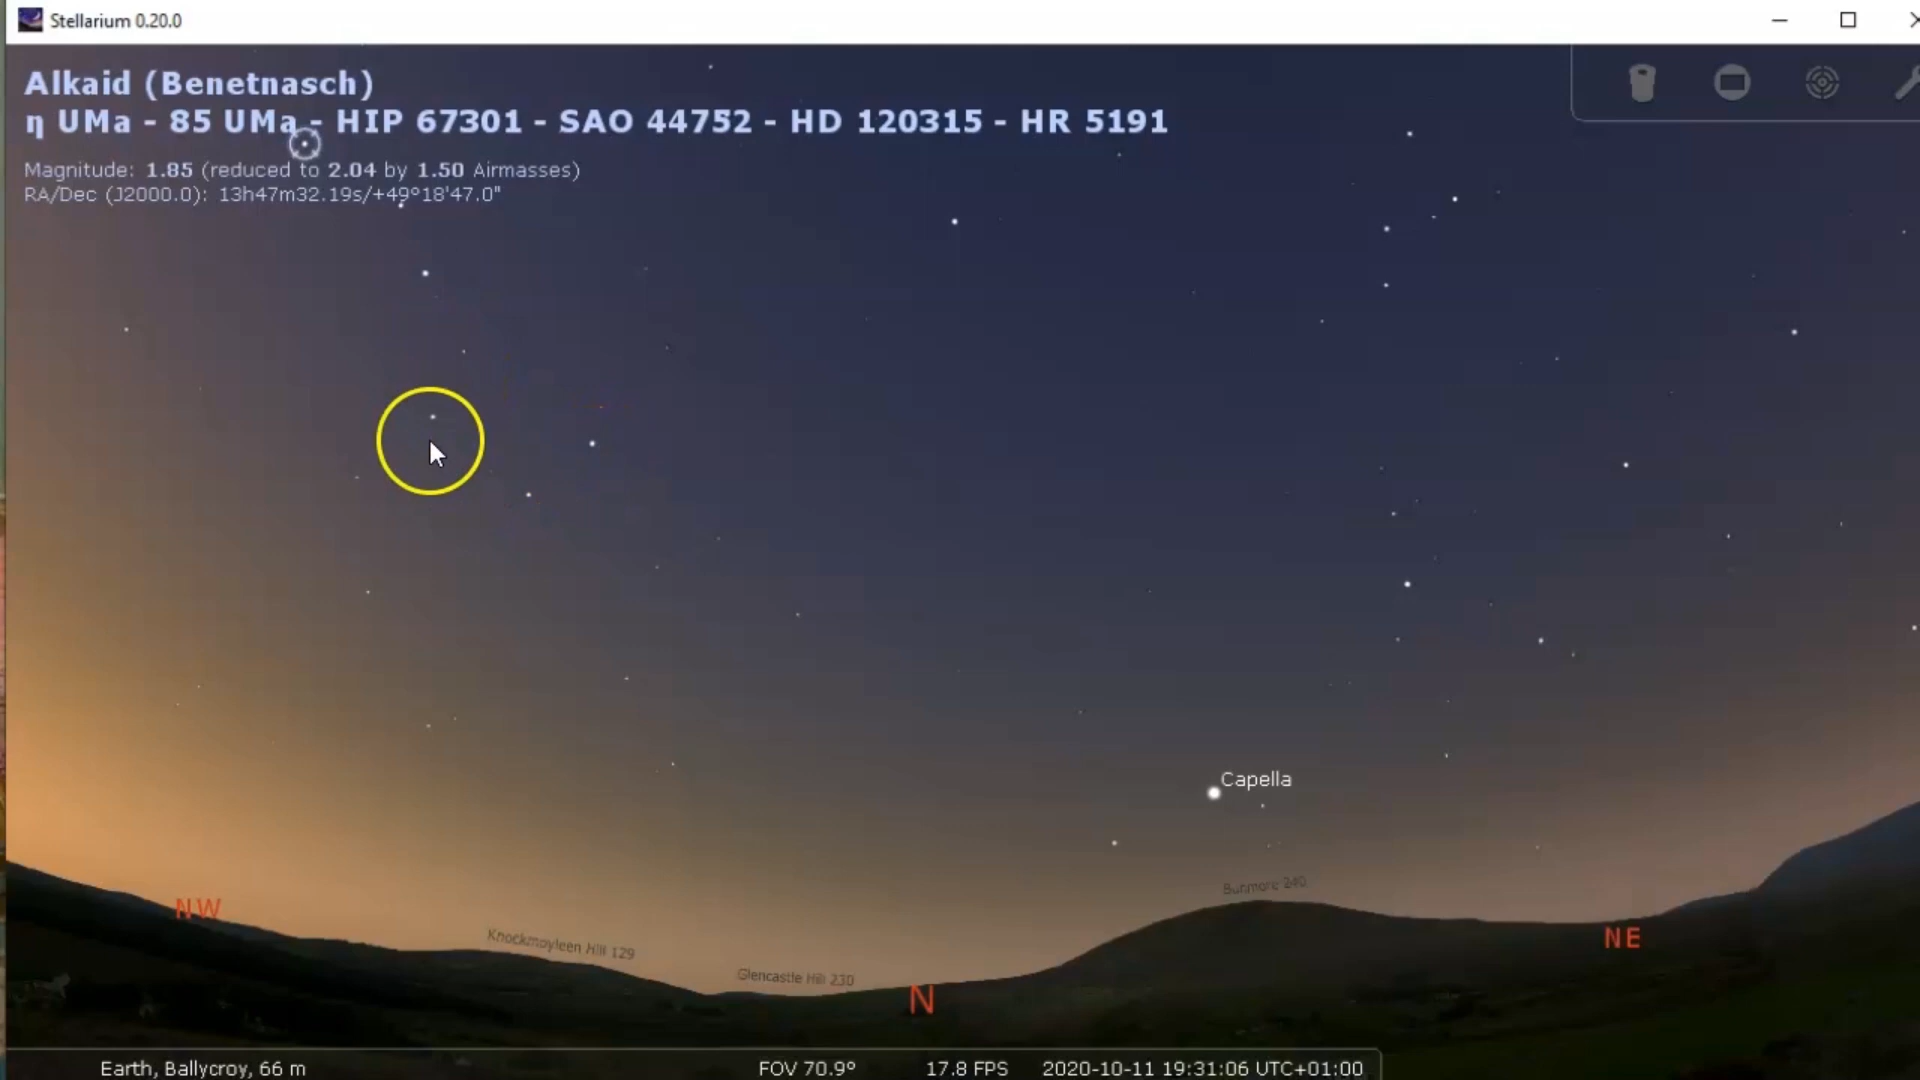 Stellarium 0.20.0
Alkaid (Benetnasch)
η UMa - 85 UMa - HIP 67301 - SAO 44752 - HD 120315 - HR 5191
Magnitude: 1.85 (reduced to 2.04 by 1.50 Airmasses)
RA/Dec (J2000.0): 13h47m32.19s/+49°18'47.0"
Capella
Bunmore 240
NW
Knockmoyleen Hill 129
NE
Glencastle Hill 230
N
Earth, Ballycroy, 66 m FOV 70.9° 17.8 FPS 2020-10-11 19:31:06 UTC+01:00